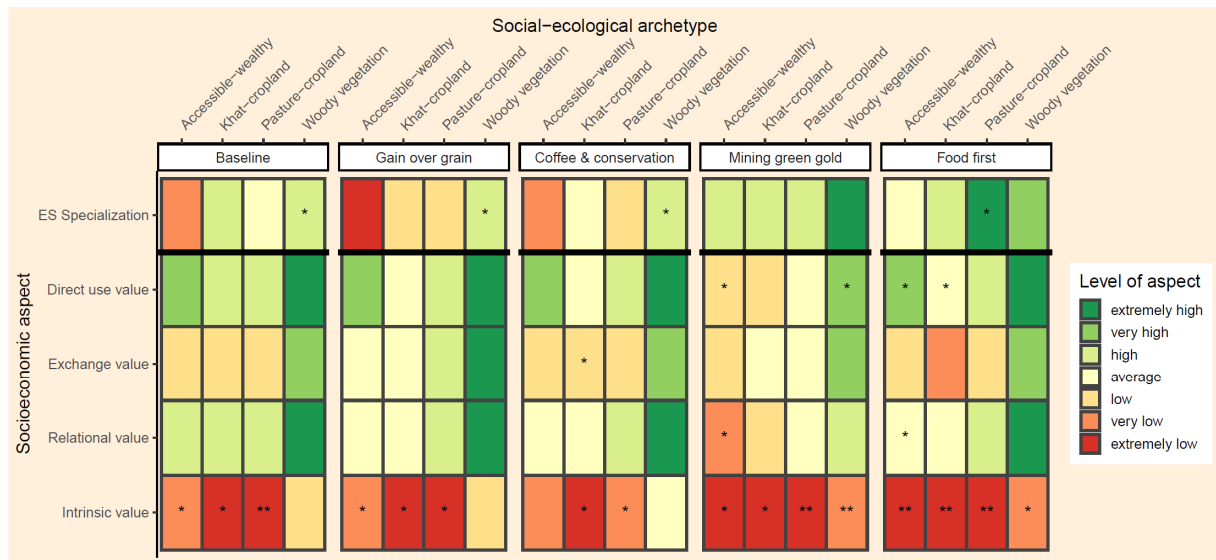 Social−ecological archetype
Accessible−wealthy
Khat−cropland
Pasture−cropland
Woody vegetation
Accessible−wealthy
Khat−cropland
Pasture−cropland
Woody vegetation
Accessible−wealthy
Khat−cropland
Pasture−cropland
Woody vegetation
Accessible−wealthy
Khat−cropland
Pasture−cropland
Woody vegetation
Accessible−wealthy
Khat−cropland
Pasture−cropland
Woody vegetation
Baseline
Gain over grain
Coffee & conservation
Mining green gold
Food first
Socioeconomic aspect
ES Specialization
* * * *
Direct use value
* * * *
Exchange value
*
Relational value
* *
Intrinsic value
* * ** * * * * * * * ** ** ** ** ** *
Level of aspect
extremely high
very high
high
average
low
very low
extremely low